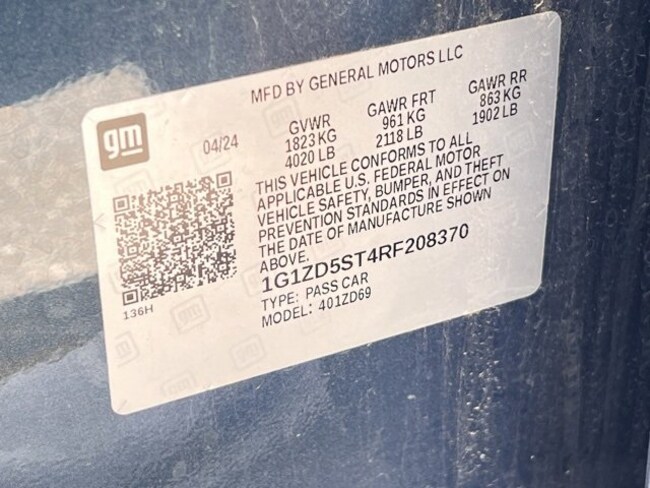 MFD BY GENERAL MOTORS LLC
gm
04/24
GVWR
1823 KG
4020 LB
GAWR FRT
961 KG
2118 LB
GAWR RR
863 KG
1902 LB
THIS VEHICLE CONFORMS TO ALL
APPLICABLE U.S. FEDERAL MOTOR
VEHICLE SAFETY, BUMPER, AND THEFT
PREVENTION STANDARDS IN EFFECT ON
THE DATE OF MANUFACTURE SHOWN
ABOVE.
1G1ZD5ST4RF208370
TYPE: PASS CAR
MODEL: 401ZD69
136H